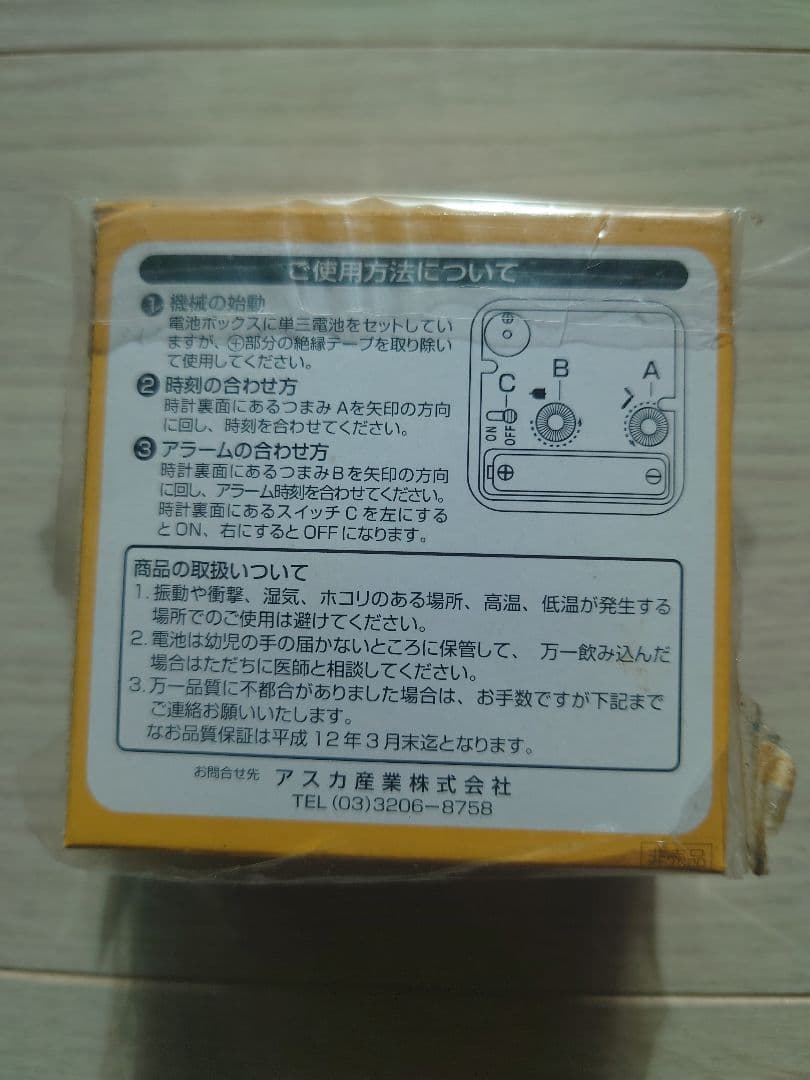 ご使用方法について
❶ 機械の始動
電池ボックスに単三電池をセットしてい
ますが、⊕部分の絶縁テープを取り除い
て使用してください。
❷ 時刻の合わせ方
時計裏面にあるつまみAを矢印の方向
に回し、時刻を合わせてください。
❸ アラームの合わせ方
時計裏面にあるつまみBを矢印の方向
に回し、アラーム時刻を合わせてください。
時計裏面にあるスイッチCを左にする
とON、右にするとOFFになります。
A
B
C
ON
OFF
⊕
⊖
商品の取扱いついて
1. 振動や衝撃、湿気、ホコリのある場所、高温、低温が発生する
場所でのご使用は避けてください。
2. 電池は幼児の手の届かないところに保管して、万一飲み込んだ
場合はただちに医師と相談してください。
3. 万一品質に不都合がありました場合は、お手数ですが下記まで
ご連絡お願いいたします。
なお品質保証は平成12年3月末迄となります。
お問合せ先 アスカ産業株式会社
TEL(03)3206-8758
非売品